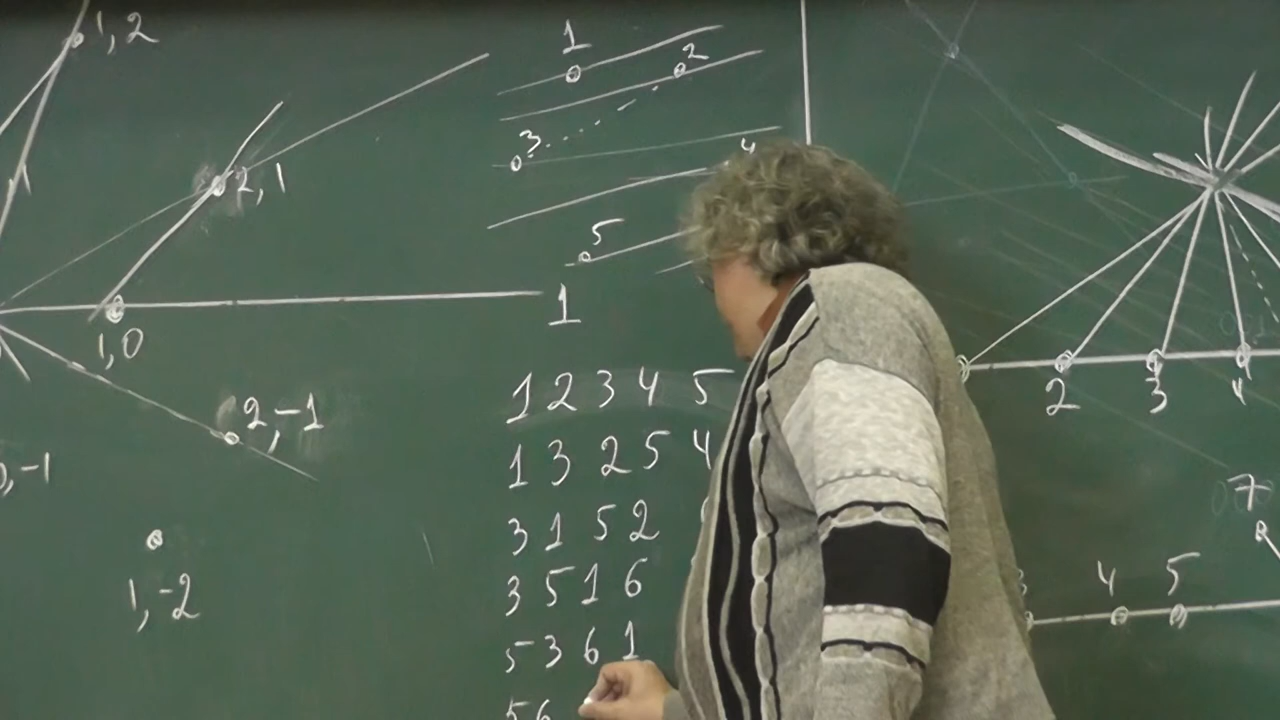 1,2
2,1
1,0
2,-1
,-1
1,-2
1
2
3
4
5
1
1 2 3 4 5
1 3 2 5 4
3 1 5 2
3 5 1 6
5 3 6 1
5 6
2 3 4
7
4 5